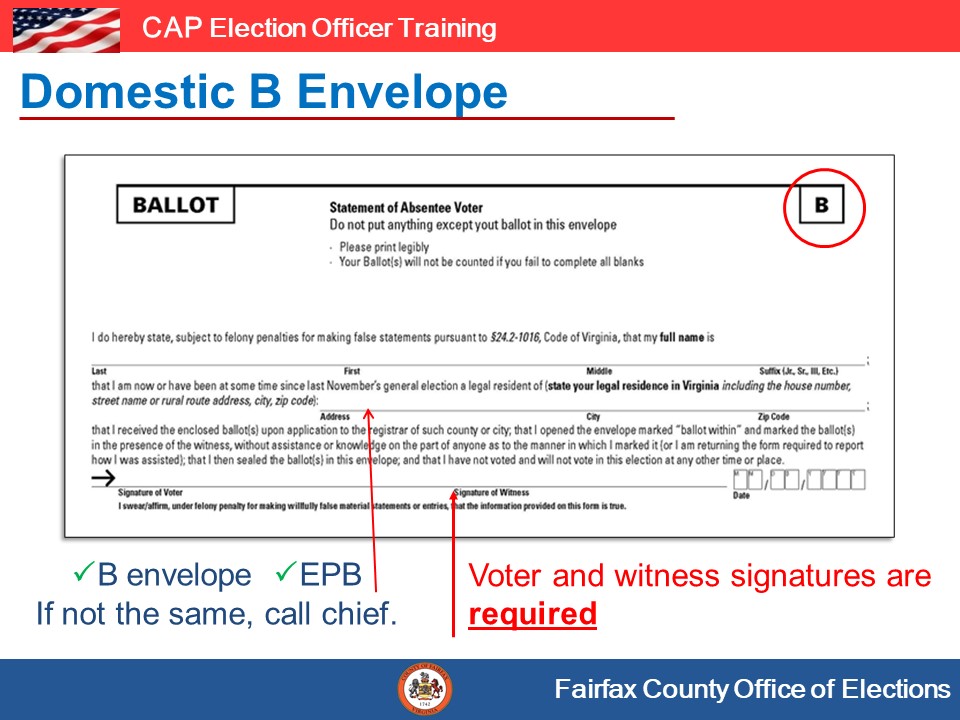 CAP Election Officer Training
Domestic B Envelope
BALLOT
B
Statement of Absentee Voter
Do not put anything except yout ballot in this envelope
- Please print legibly
- Your Ballot(s) will not be counted if you fail to complete all blanks
I do hereby state, subject to felony penalties for making false statements pursuant to §24.2-1016, Code of Virginia, that my full name is
;
Last First Middle Suffix (Jr., Sr., III, Etc.)
that I am now or have been at some time since last November's general election a legal resident of (state your legal residence in Virginia including the house number,
street name or rural route address, city, zip code): ;
Address City Zip Code
that I received the enclosed ballot(s) upon application to the registrar of such county or city; that I opened the envelope marked "ballot within" and marked the ballot(s)
in the presence of the witness, without assistance or knowledge on the part of anyone as to the manner in which I marked it (or I am returning the form required to report
how I was assisted); that I then sealed the ballot(s) in this envelope; and that I have not voted and will not vote in this election at any other time or place.
M M / D D / Y Y Y Y
Signature of Voter Signature of Witness Date
I swear/affirm, under felony penalty for making willfully false material statements or entries, that the information provided on this form is true.
✓B envelope ✓EPB
If not the same, call chief.
Voter and witness signatures are
required
1742
Fairfax County Office of Elections